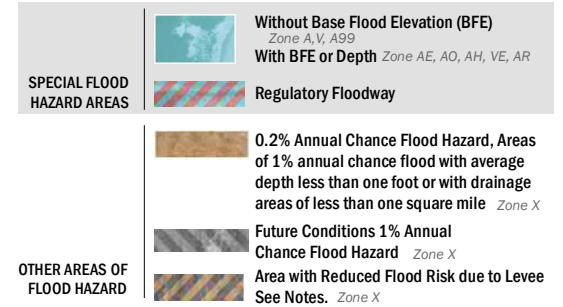 Without Base Flood Elevation (BFE)
Zone A,V, A99
With BFE or Depth Zone AE, AO, AH, VE, AR
SPECIAL FLOOD
HAZARD AREAS
Regulatory Floodway
0.2% Annual Chance Flood Hazard, Areas
of 1% annual chance flood with average
depth less than one foot or with drainage
areas of less than one square mile Zone X
Future Conditions 1% Annual
Chance Flood Hazard Zone X
OTHER AREAS OF
FLOOD HAZARD
Area with Reduced Flood Risk due to Levee
See Notes. Zone X